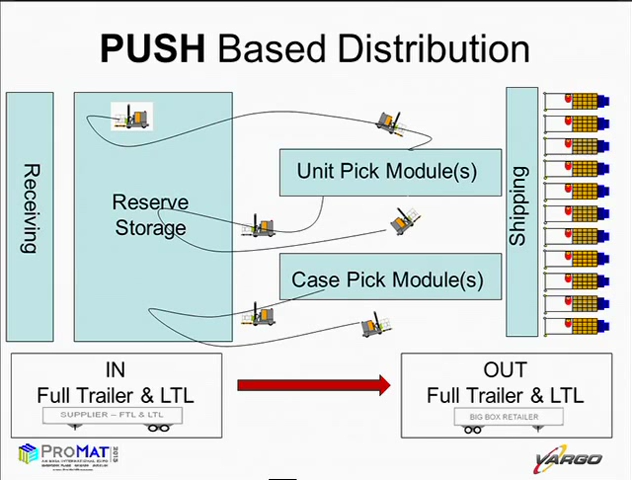 PUSH Based Distribution
Receiving
Reserve
Storage
Unit Pick Module(s)
Case Pick Module(s)
Shipping
IN
Full Trailer & LTL
SUPPLIER – FTL & LTL
OUT
Full Trailer & LTL
BIG BOX RETAILER
PROMAT 2013
VARGO